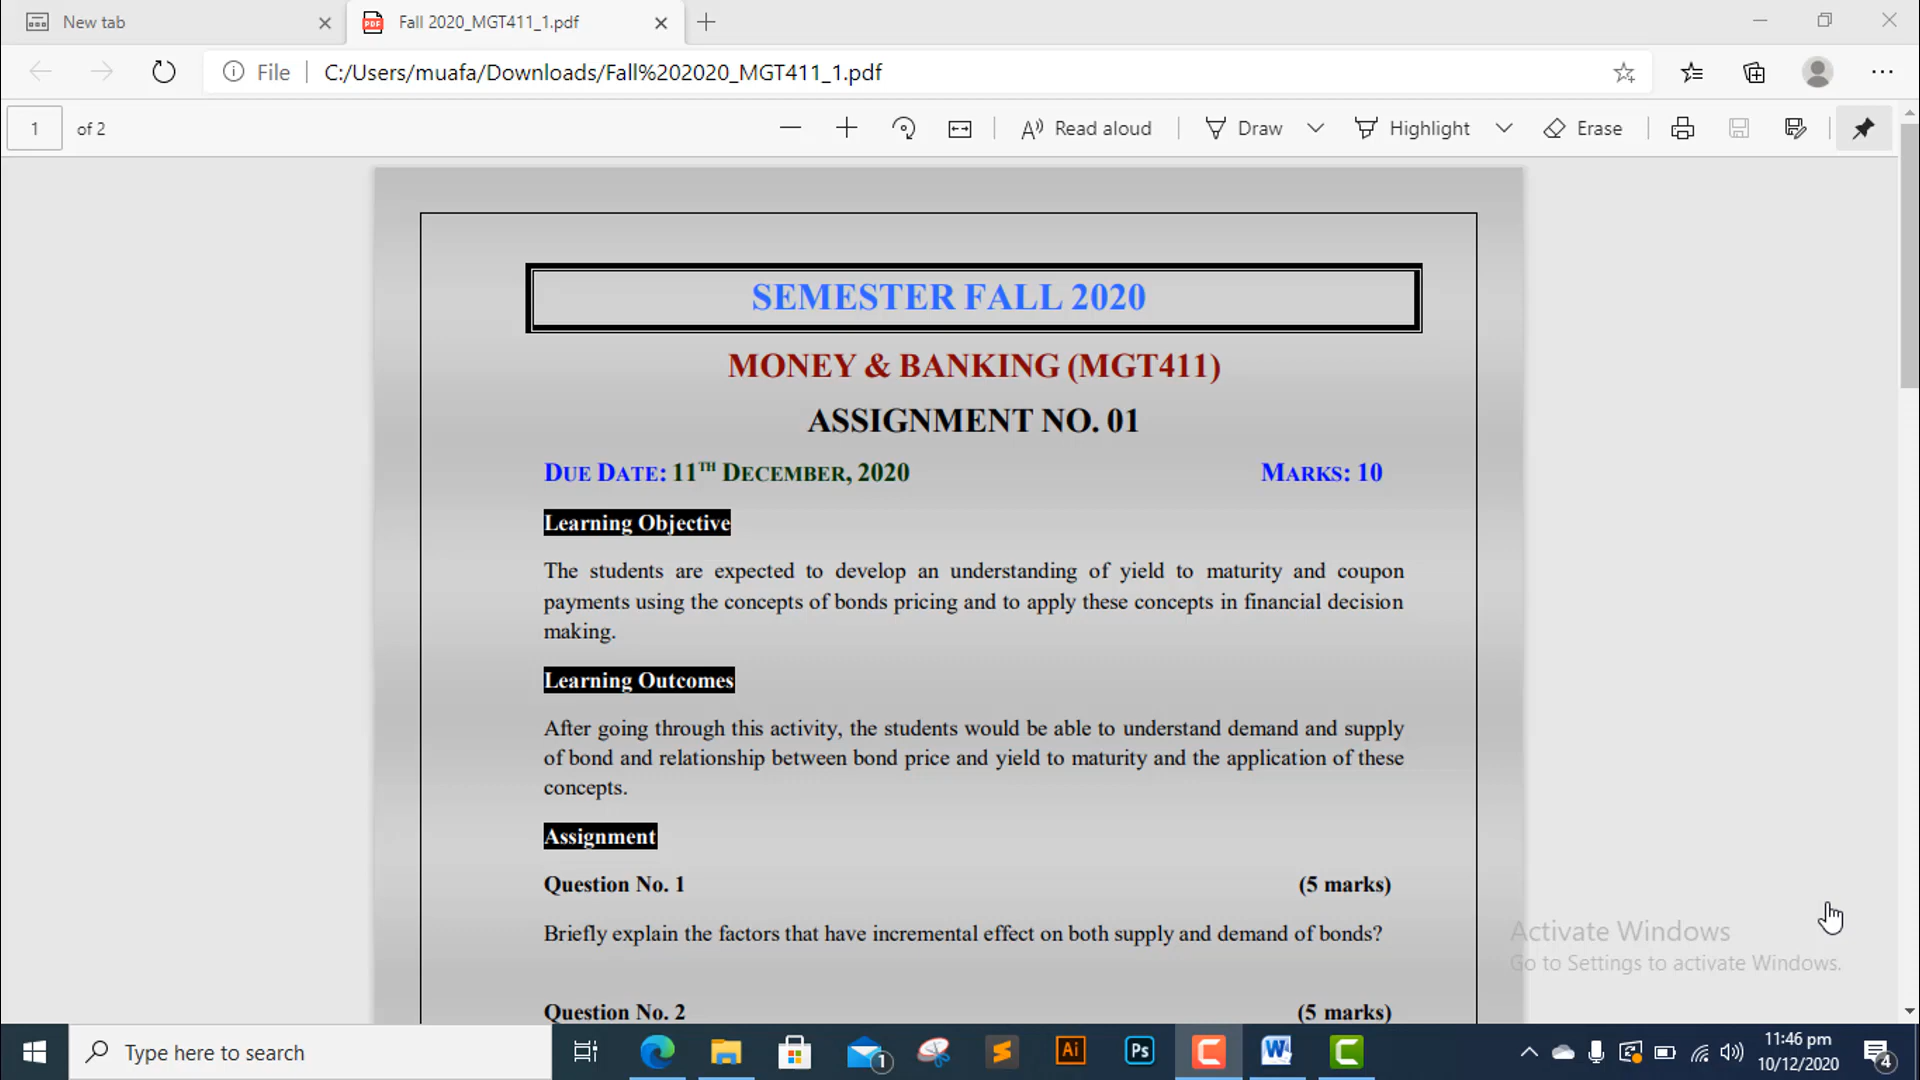 New tab
Fall 2020_MGT411_1.pdf
File
C:/Users/muafa/Downloads/Fall%202020_MGT411_1.pdf
1 of 2
Read aloud
Draw
Highlight
Erase
SEMESTER FALL 2020
MONEY & BANKING (MGT411)
ASSIGNMENT NO. 01
DUE DATE: 11TH DECEMBER, 2020 MARKS: 10
Learning Objective
The students are expected to develop an understanding of yield to maturity and coupon
payments using the concepts of bonds pricing and to apply these concepts in financial decision
making.
Learning Outcomes
After going through this activity, the students would be able to understand demand and supply
of bond and relationship between bond price and yield to maturity and the application of these
concepts.
Assignment
Question No. 1 (5 marks)
Briefly explain the factors that have incremental effect on both supply and demand of bonds?
Question No. 2 (5 marks)
Activate Windows
Go to Settings to activate Windows.
Type here to search
1
Ai
Ps
11:46 pm
10/12/2020
4